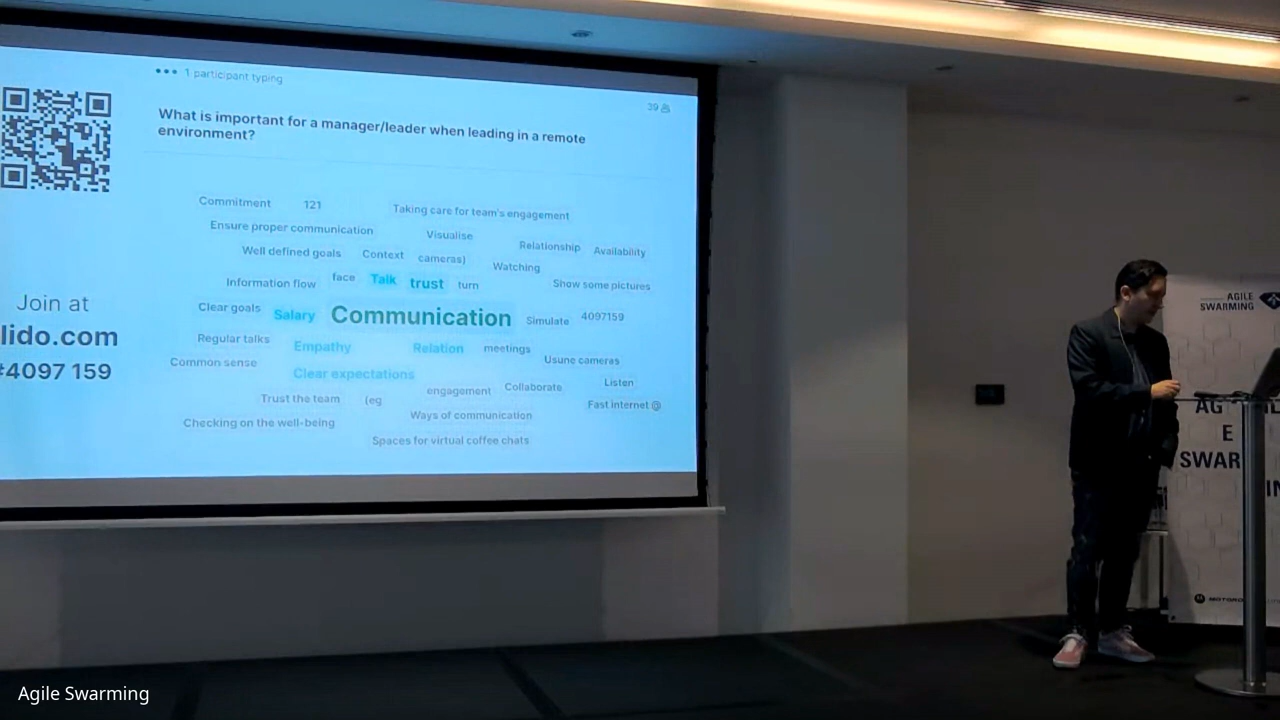 1 participant typing
39
What is important for a manager/leader when leading in a remote
environment?
Commitment
121
Taking care for team's engagement
Ensure proper communication
Visualise
Relationship
Availability
Well defined goals
Context
cameras)
Watching
Information flow
face
Talk
trust
turn
Show some pictures
Clear goals
Salary
Communication
Simulate
4097159
Regular talks
Empathy
Relation
meetings
Usune cameras
Common sense
Clear expectations
engagement
Collaborate
Listen
Trust the team
(eg
Ways of communication
Fast internet @
Checking on the well-being
Spaces for virtual coffee chats
Join at
lido.com
#4097 159
AGILE
SWARMING
AG
E
SWAR
Agile Swarming